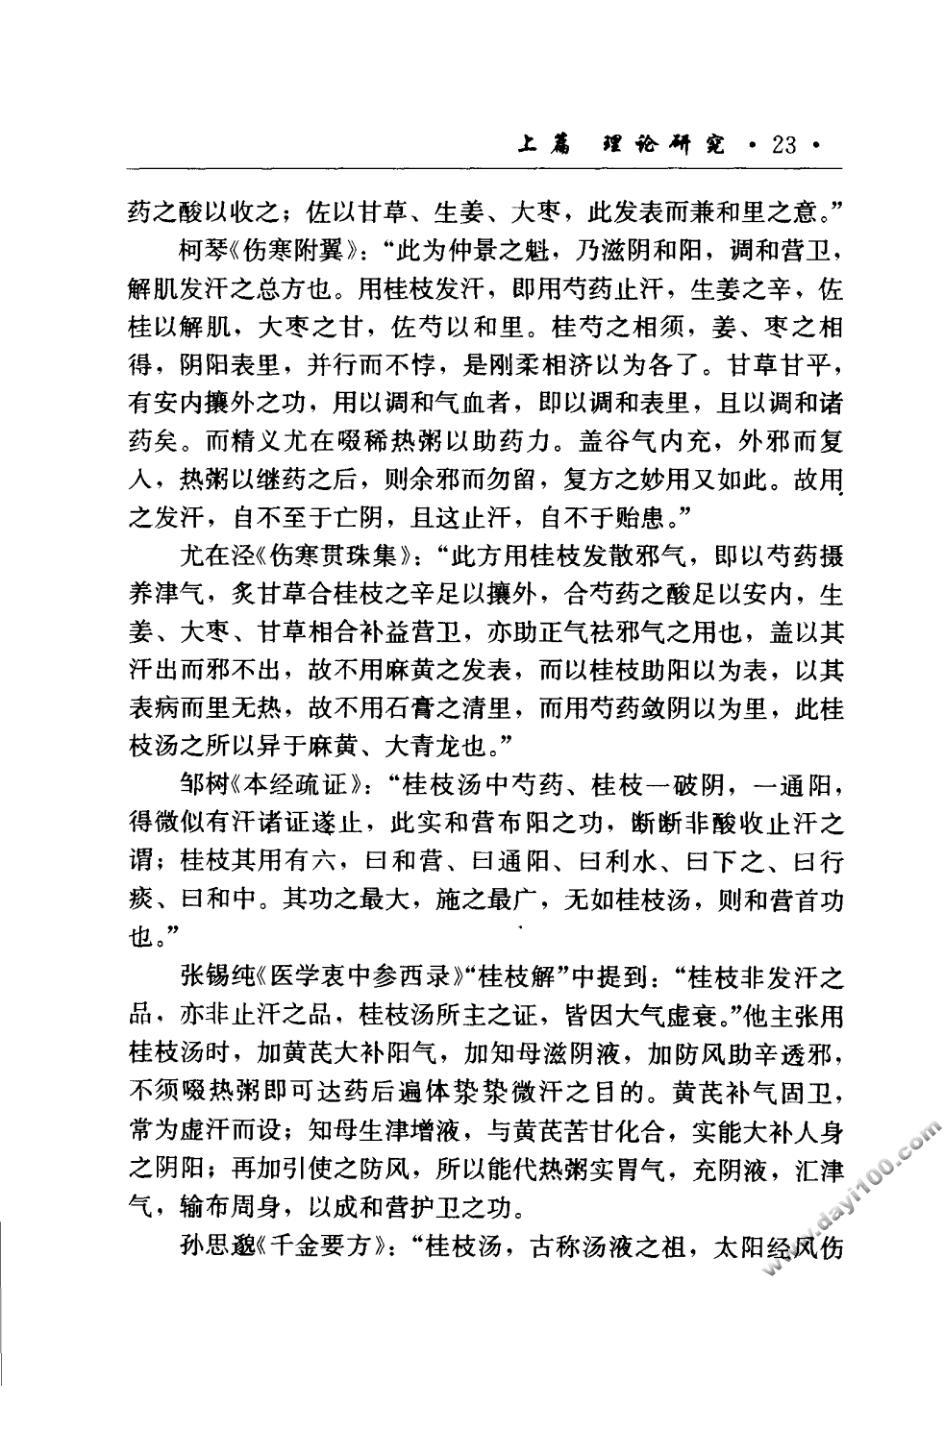 上篇 理论研究 · 23 ·
药之酸以收之；佐以甘草、生姜、大枣，此发表而兼和里之意。”
柯琴《伤寒附翼》：“此为仲景之魁，乃滋阴和阳，调和营卫，
解肌发汗之总方也。用桂枝发汗，即用芍药止汗，生姜之辛，佐
桂以解肌，大枣之甘，佐芍以和里。桂芍之相须，姜、枣之相
得，阴阳表里，并行而不悖，是刚柔相济以为各了。甘草甘平，
有安内攘外之功，用以调和气血者，即以调和表里，且以调和诸
药矣。而精义尤在啜稀热粥以助药力。盖谷气内充，外邪而复
人，热粥以继药之后，则余邪而勿留，复方之妙用又如此。故用
之发汗，自不至于亡阴，且这止汗，自不于贻患。”
尤在泾《伤寒贯珠集》：“此方用桂枝发散邪气，即以芍药摄
养津气，炙甘草合桂枝之辛足以攘外，合芍药之酸足以安内，生
姜、大枣、甘草相合补益营卫，亦助正气祛邪气之用也，盖以其
汗出而邪不出，故不用麻黄之发表，而以桂枝助阳以为表，以其
表病而里无热，故不用石膏之清里，而用芍药敛阴以为里，此桂
枝汤之所以异于麻黄、大青龙也。”
邹树《本经疏证》：“桂枝汤中芍药、桂枝一破阴，一通阳，
得微似有汗诸证遂止，此实和营布阳之功，断断非酸收止汗之
谓；桂枝其用有六，曰和营、曰通阳、曰利水、曰下之、曰行
痰、曰和中。其功之最大，施之最广，无如桂枝汤，则和营首功
也。”
张锡纯《医学衷中参西录》“桂枝解”中提到：“桂枝非发汗之
品，亦非止汗之品，桂枝汤所主之证，皆因大气虚衰。”他主张用
桂枝汤时，加黄芪大补阳气，加知母滋阴液，加防风助辛透邪，
不须啜热粥即可达药后遍体漐漐微汗之目的。黄芪补气固卫，
常为虚汗而设；知母生津增液，与黄芪苦甘化合，实能大补人身
之阴阳；再加引使之防风，所以能代热粥实胃气，充阴液，汇津
气，输布周身，以成和营护卫之功。
孙思邈《千金要方》：“桂枝汤，古称汤液之祖，太阳经风伤
www.dayi100.com